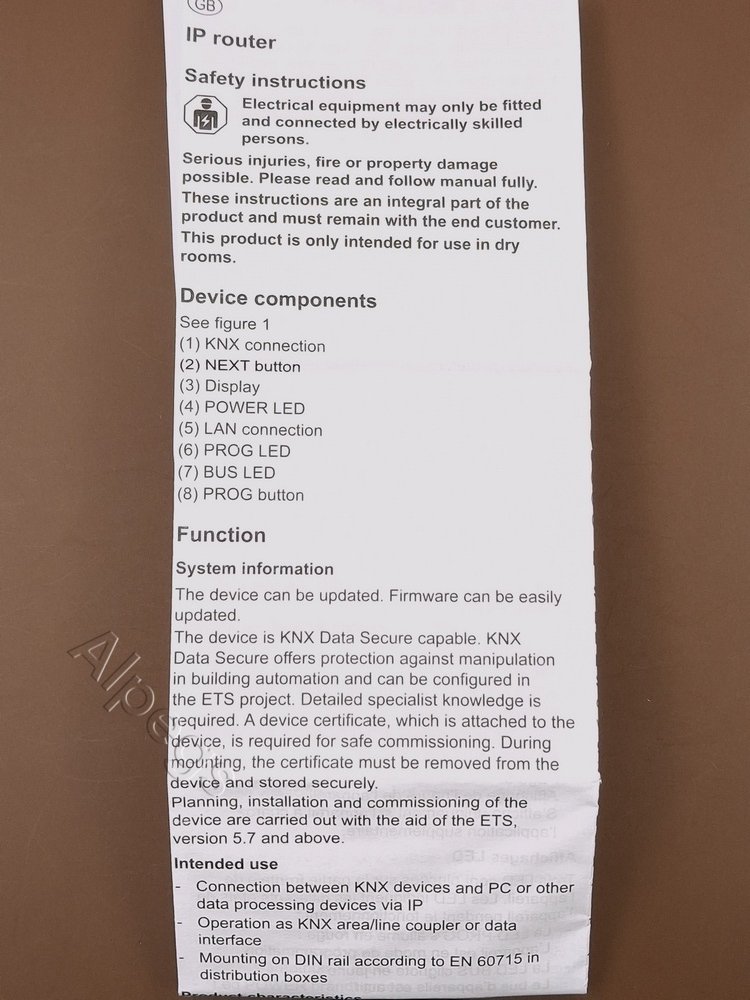 GB
IP router
Safety instructions
Electrical equipment may only be fitted
and connected by electrically skilled
persons.
Serious injuries, fire or property damage
possible. Please read and follow manual fully.
These instructions are an integral part of the
product and must remain with the end customer.
This product is only intended for use in dry
rooms.
Device components
See figure 1
(1) KNX connection
(2) NEXT button
(3) Display
(4) POWER LED
(5) LAN connection
(6) PROG LED
(7) BUS LED
(8) PROG button
Function
System information
The device can be updated. Firmware can be easily
updated.
The device is KNX Data Secure capable. KNX
Data Secure offers protection against manipulation
in building automation and can be configured in
the ETS project. Detailed specialist knowledge is
required. A device certificate, which is attached to the
device, is required for safe commissioning. During
mounting, the certificate must be removed from the
device and stored securely.
Planning, installation and commissioning of the
device are carried out with the aid of the ETS,
version 5.7 and above.
Intended use
- Connection between KNX devices and PC or other
data processing devices via IP
- Operation as KNX area/line coupler or data
interface
- Mounting on DIN rail according to EN 60715 in
distribution boxes
Product characteristics